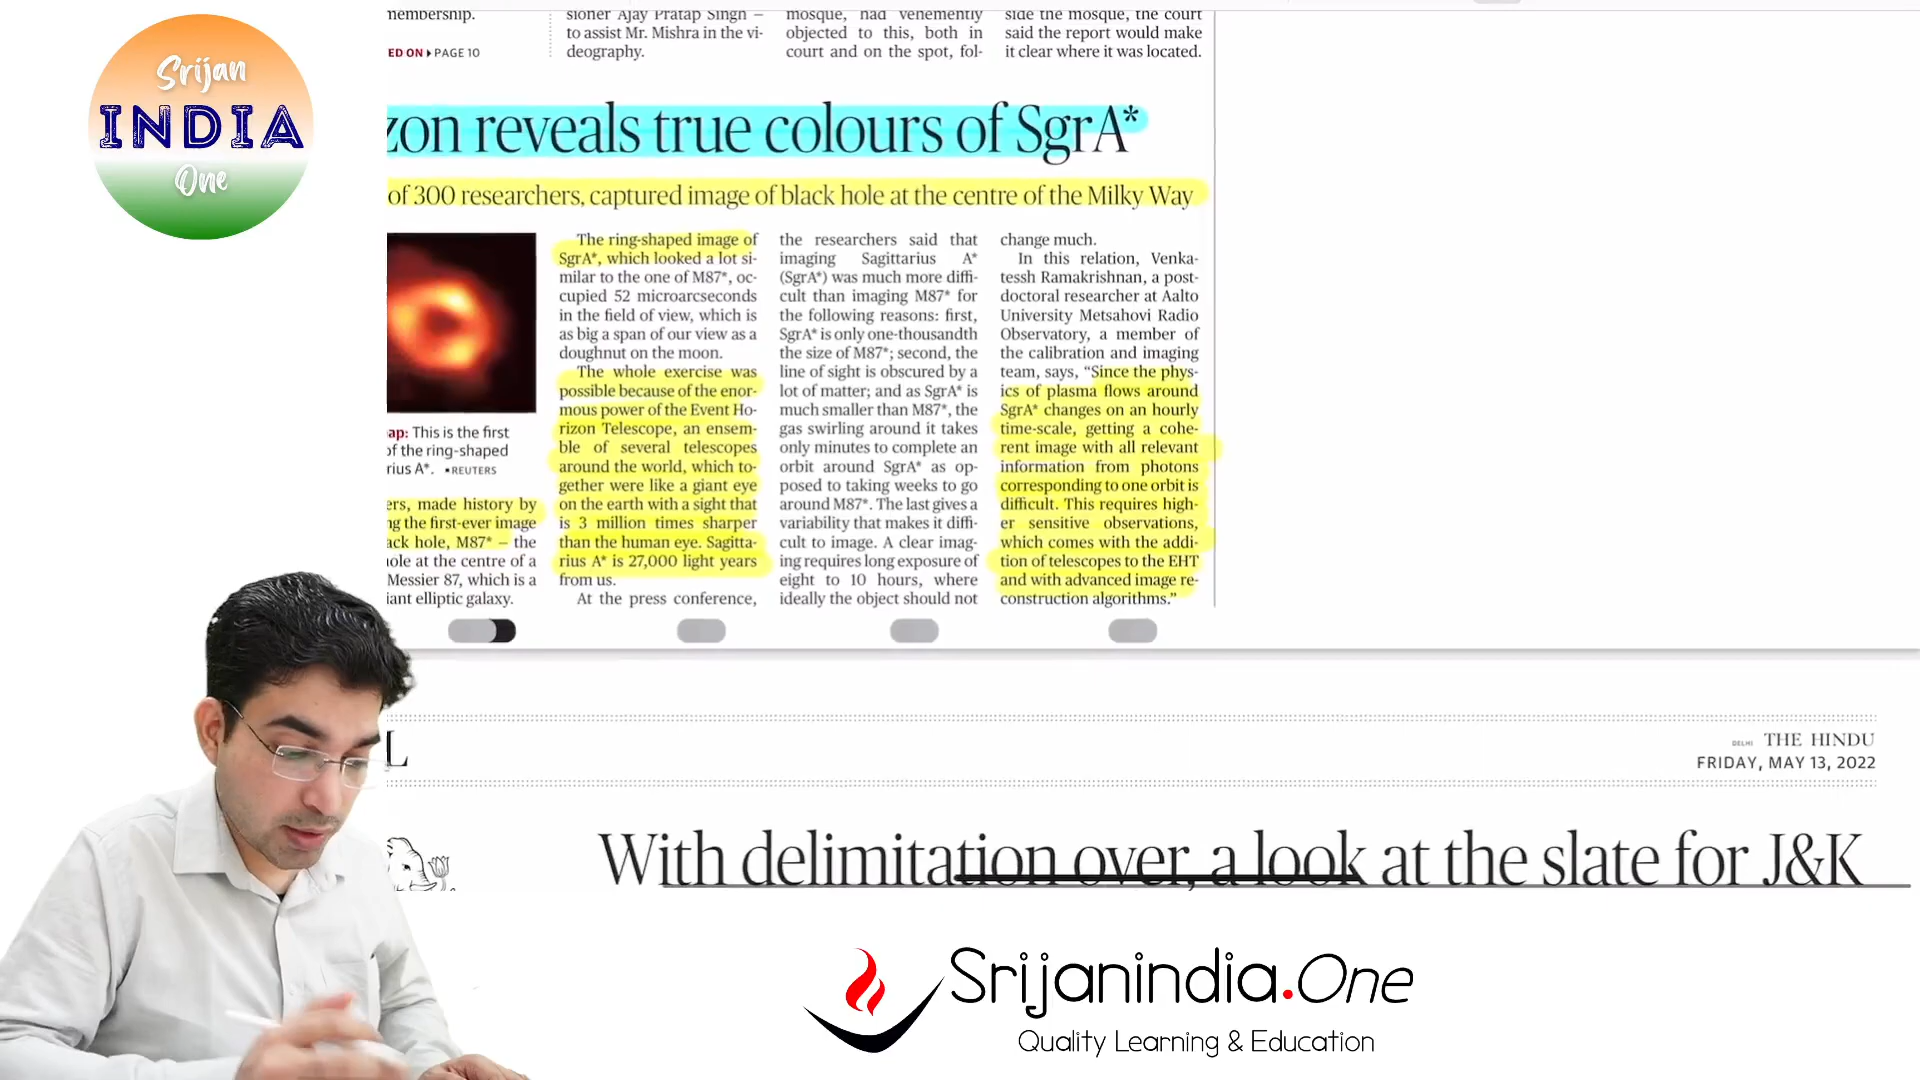 Srijan
INDIA
One
membership.
ED ON PAGE 10
sioner Ajay Pratap Singh –
to assist Mr. Mishra in the vi-
deography.
mosque, had venemently
objected to this, both in
court and on the spot, fol-
side the mosque, the court
said the report would make
it clear where it was located.
zon reveals true colours of SgrA*
of 300 researchers, captured image of black hole at the centre of the Milky Way
ap: This is the first
of the ring-shaped
rius A*. •REUTERS
ers, made history by
ng the first-ever image
ack hole, M87* – the
ole at the centre of a
Messier 87, which is a
iant elliptic galaxy.
The ring-shaped image of
SgrA*, which looked a lot si-
milar to the one of M87*, oc-
cupied 52 microarcseconds
in the field of view, which is
as big a span of our view as a
doughnut on the moon.
The whole exercise was
possible because of the enor-
mous power of the Event Ho-
rizon Telescope, an ensem-
ble of several telescopes
around the world, which to-
gether were like a giant eye
on the earth with a sight that
is 3 million times sharper
than the human eye. Sagitta-
rius A* is 27,000 light years
from us.
At the press conference,
the researchers said that
imaging Sagittarius A*
(SgrA*) was much more diffi-
cult than imaging M87* for
the following reasons: first,
SgrA* is only one-thousandth
the size of M87*; second, the
line of sight is obscured by a
lot of matter; and as SgrA* is
much smaller than M87*, the
gas swirling around it takes
only minutes to complete an
orbit around SgrA* as op-
posed to taking weeks to go
around M87*. The last gives a
variability that makes it diffi-
cult to image. A clear imag-
ing requires long exposure of
eight to 10 hours, where
ideally the object should not
change much.
In this relation, Venka-
tessh Ramakrishnan, a post-
doctoral researcher at Aalto
University Metsahovi Radio
Observatory, a member of
the calibration and imaging
team, says, “Since the phys-
ics of plasma flows around
SgrA* changes on an hourly
time-scale, getting a cohe-
rent image with all relevant
information from photons
corresponding to one orbit is
difficult. This requires high-
er sensitive observations,
which comes with the addi-
tion of telescopes to the EHT
and with advanced image re-
construction algorithms.”
L
DELHI THE HINDU
FRIDAY, MAY 13, 2022
With delimitation over, a look at the slate for J&K
Srijanindia.One
Quality Learning & Education